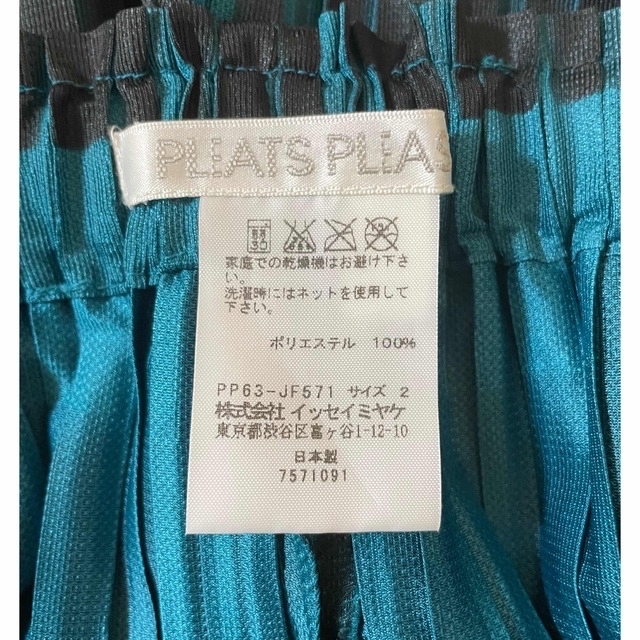 PLEATS PLEAS
家庭での乾燥機はお避け下さ
い。
洗濯時にはネットを使用して
下さい。
ポリエステル 100%
PP63-JF571 サイズ 2
株式会社 イッセイミヤケ
東京都渋谷区富ヶ谷1-12-10
日本製
7571091